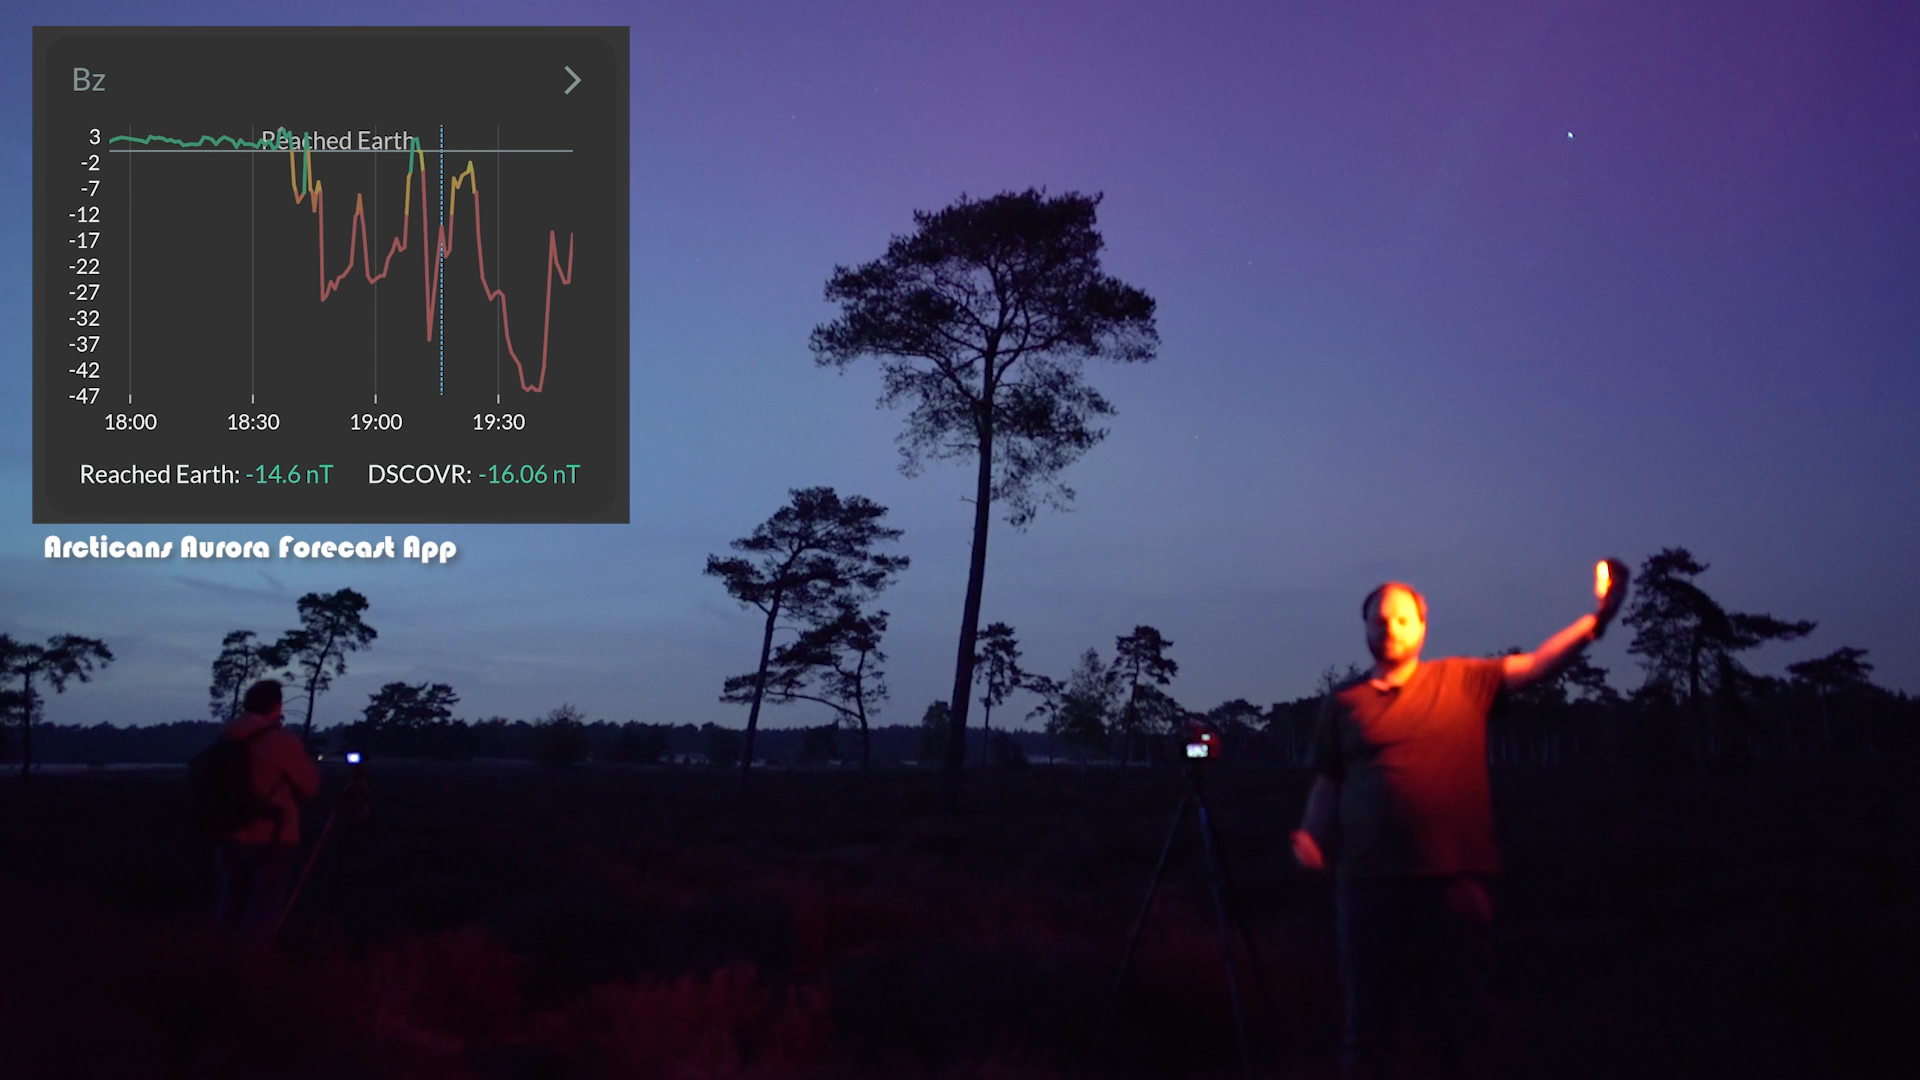 Bz
Reached Earth
3
-2
-7
-12
-17
-22
-27
-32
-37
-42
-47
18:00 18:30 19:00 19:30
Reached Earth: -14.6 nT DSCOVR: -16.06 nT
Arcticans Aurora Forecast App